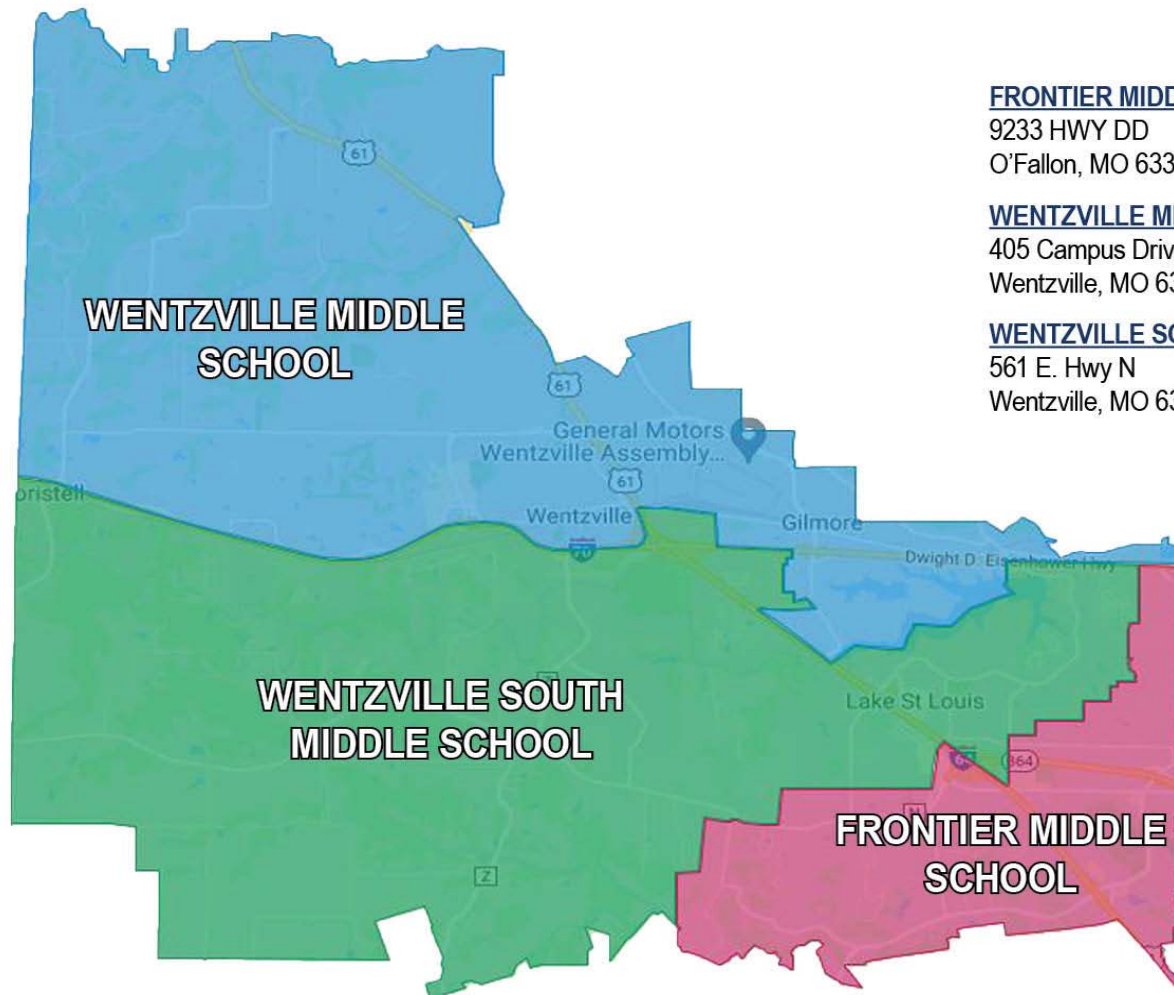 FRONTIER MIDD
9233 HWY DD
O'Fallon, MO 633
WENTZVILLE MI
405 Campus Driv
Wentzville, MO 63
WENTZVILLE SO
561 E. Hwy N
Wentzville, MO 63
61
WENTZVILLE MIDDLE
SCHOOL
61
General Motors
Wentzville Assembly...
61
oristell
Wentzville
Gilmore
70
Dwight D. Eisenhower Hwy
WENTZVILLE SOUTH
MIDDLE SCHOOL
Lake St Louis
364
N
FRONTIER MIDDLE
SCHOOL
Z